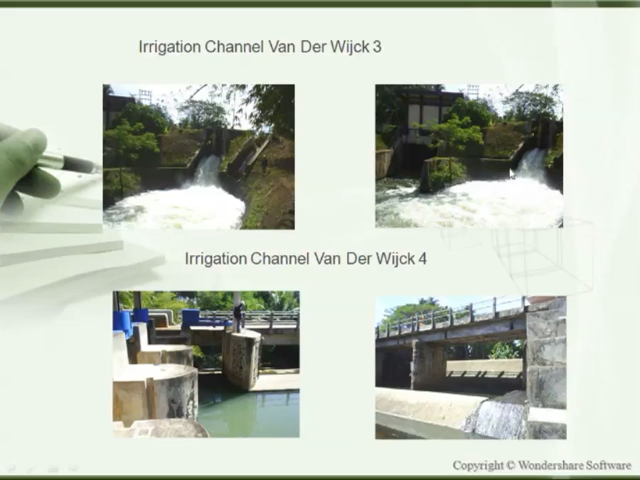 Irrigation Channel Van Der Wijck 3
Irrigation Channel Van Der Wijck 4
Copyright © Wondershare Software